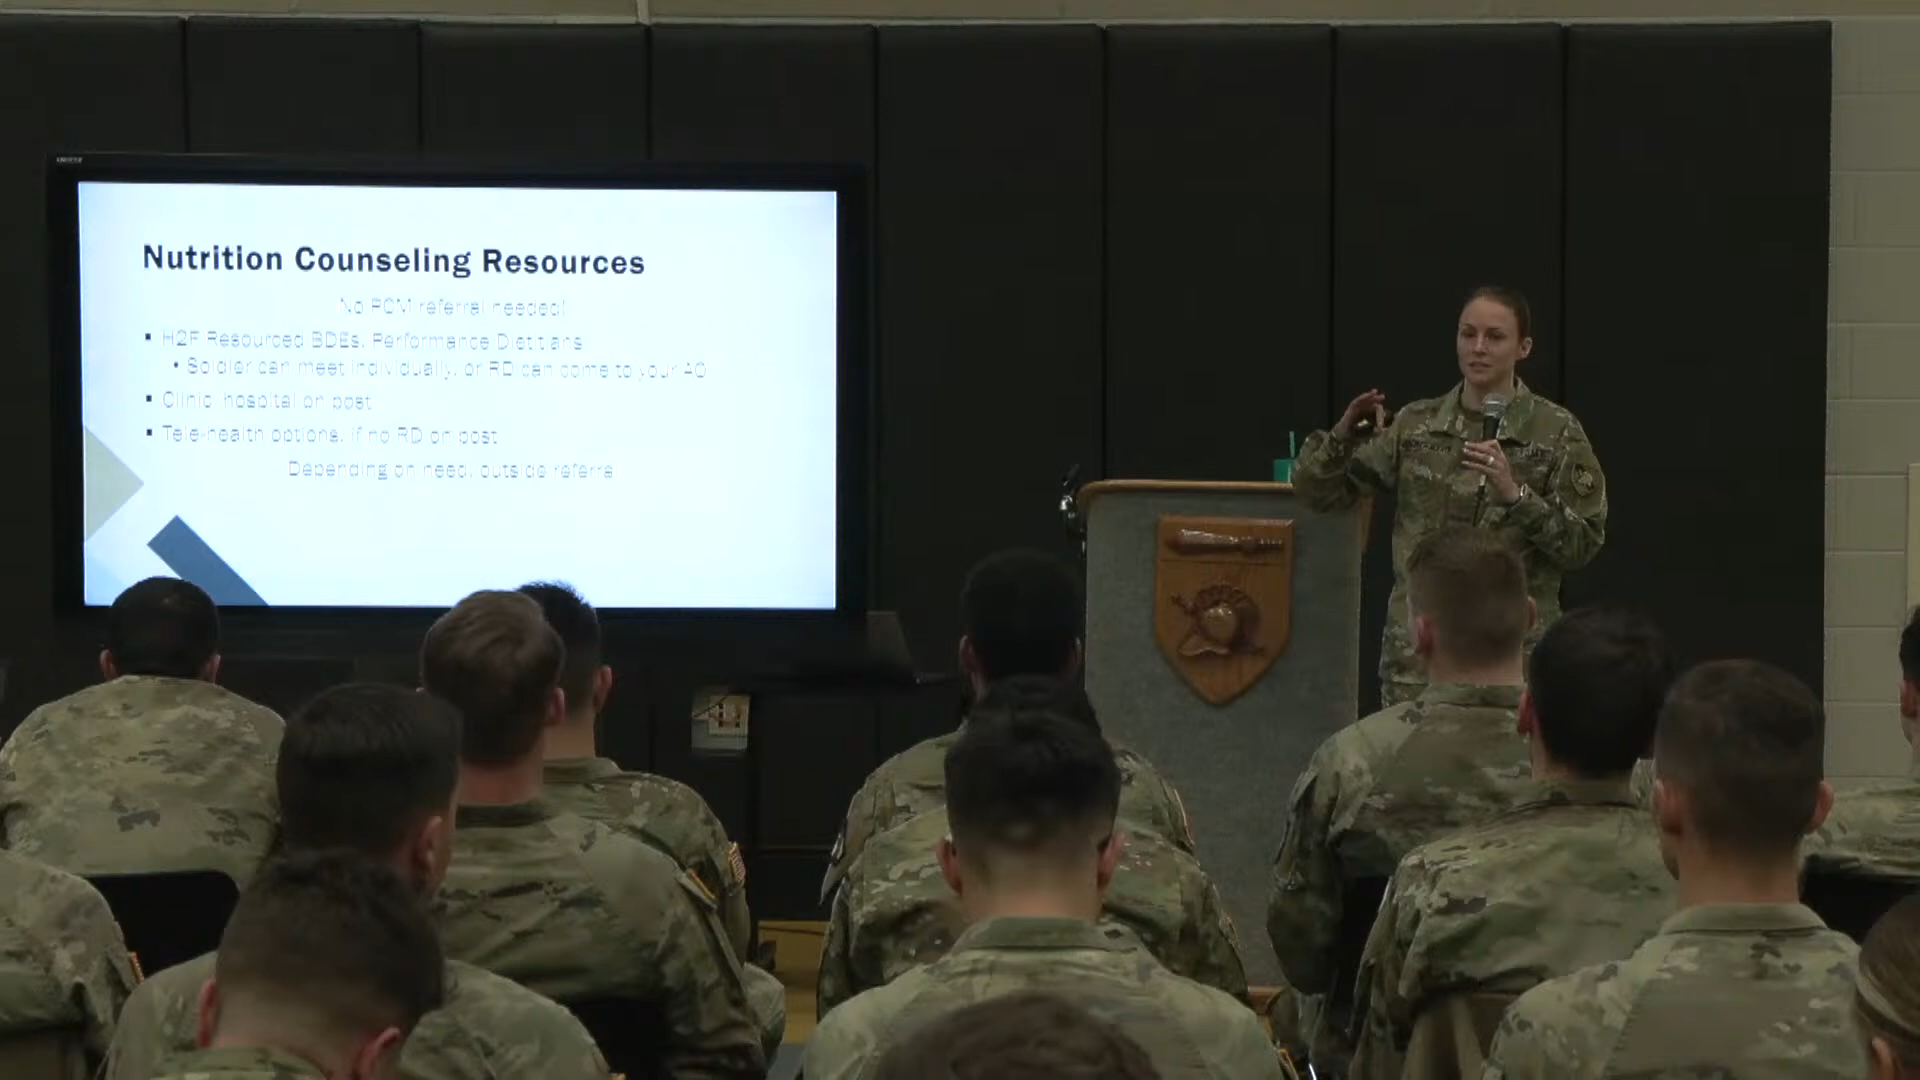 Nutrition Counseling Resources
No PCM referral needed!
▪ H2F Resourced BDEs, Performance Dietitians
• Soldier can meet individually, or RD can come to your AO
▪ Clinic/hospital on post
▪ Tele-health options, if no RD on post
Depending on need, outside referral